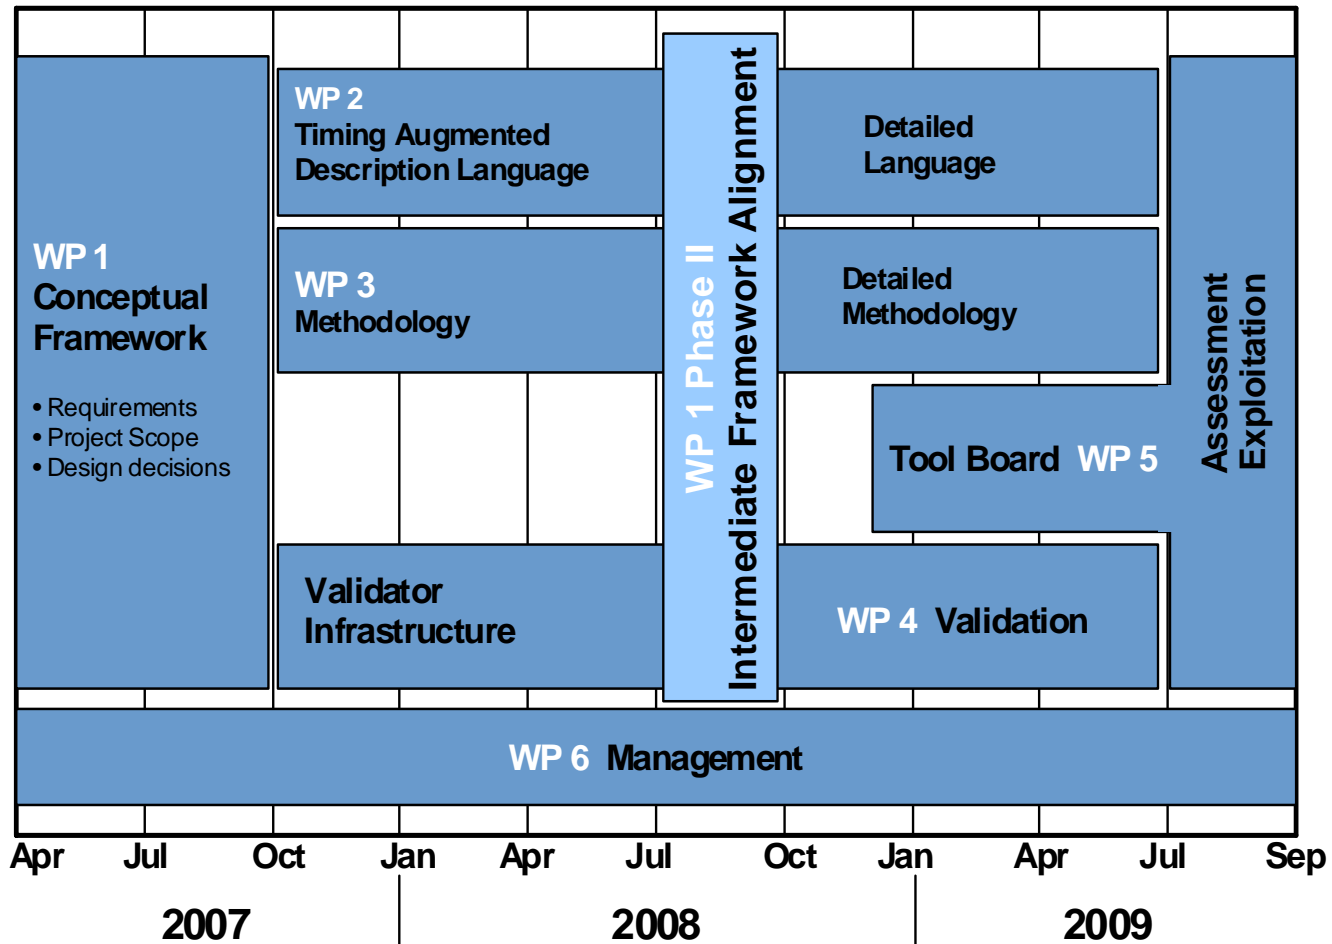 WP 1
Conceptual
Framework
• Requirements
• Project Scope
• Design decisions
WP 2
Timing Augmented
Description Language
WP 3
Methodology
Validator
Infrastructure
WP 1 Phase II
Intermediate Framework Alignment
Detailed
Language
Detailed
Methodology
Tool Board WP 5
WP 4 Validation
Assessment
Exploitation
WP 6 Management
Apr Jul Oct Jan Apr Jul Oct Jan Apr Jul Sep
2007 2008 2009